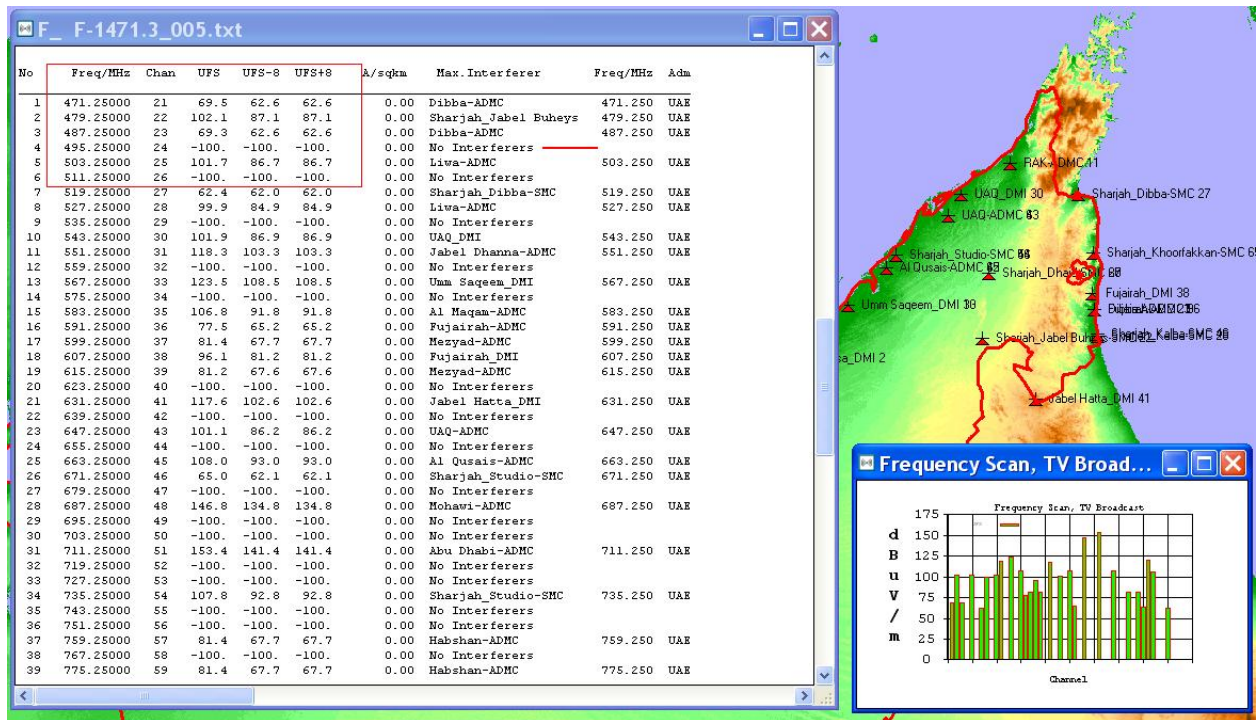 F_ F-1471.3_005.txt
No Freq/MHz Chan UFS UFS-8 UFS+8 A/sqkm Max.Interferer Freq/MHz Adm
1 471.25000 21 69.5 62.6 62.6 0.00 Dibba-ADMC 471.250 UAE
2 479.25000 22 102.1 87.1 87.1 0.00 Sharjah_Jabel Buheys 479.250 UAE
3 487.25000 23 69.3 62.6 62.6 0.00 Dibba-ADMC 487.250 UAE
4 495.25000 24 -100. -100. -100. 0.00 No Interferers
5 503.25000 25 101.7 86.7 86.7 0.00 Liwa-ADMC 503.250 UAE
6 511.25000 26 -100. -100. -100. 0.00 No Interferers
7 519.25000 27 62.4 62.0 62.0 0.00 Sharjah_Dibba-SMC 519.250 UAE
8 527.25000 28 99.9 84.9 84.9 0.00 Liwa-ADMC 527.250 UAE
9 535.25000 29 -100. -100. -100. 0.00 No Interferers
10 543.25000 30 101.9 86.9 86.9 0.00 UAQ_DMI 543.250 UAE
11 551.25000 31 118.3 103.3 103.3 0.00 Jabel Dhanna-ADMC 551.250 UAE
12 559.25000 32 -100. -100. -100. 0.00 No Interferers
13 567.25000 33 123.5 108.5 108.5 0.00 Umm Saqeem_DMI 567.250 UAE
14 575.25000 34 -100. -100. -100. 0.00 No Interferers
15 583.25000 35 106.8 91.8 91.8 0.00 Al Maqam-ADMC 583.250 UAE
16 591.25000 36 77.5 65.2 65.2 0.00 Fujairah-ADMC 591.250 UAE
17 599.25000 37 81.4 67.7 67.7 0.00 Mezyad-ADMC 599.250 UAE
18 607.25000 38 96.1 81.2 81.2 0.00 Fujairah_DMI 607.250 UAE
19 615.25000 39 81.2 67.6 67.6 0.00 Mezyad-ADMC 615.250 UAE
20 623.25000 40 -100. -100. -100. 0.00 No Interferers
21 631.25000 41 117.6 102.6 102.6 0.00 Jabel Hatta_DMI 631.250 UAE
22 639.25000 42 -100. -100. -100. 0.00 No Interferers
23 647.25000 43 101.1 86.2 86.2 0.00 UAQ-ADMC 647.250 UAE
24 655.25000 44 -100. -100. -100. 0.00 No Interferers
25 663.25000 45 108.0 93.0 93.0 0.00 Al Qusais-ADMC 663.250 UAE
26 671.25000 46 65.0 62.1 62.1 0.00 Sharjah_Studio-SMC 671.250 UAE
27 679.25000 47 -100. -100. -100. 0.00 No Interferers
28 687.25000 48 146.8 134.8 134.8 0.00 Mohawi-ADMC 687.250 UAE
29 695.25000 49 -100. -100. -100. 0.00 No Interferers
30 703.25000 50 -100. -100. -100. 0.00 No Interferers
31 711.25000 51 153.4 141.4 141.4 0.00 Abu Dhabi-ADMC 711.250 UAE
32 719.25000 52 -100. -100. -100. 0.00 No Interferers
33 727.25000 53 -100. -100. -100. 0.00 No Interferers
34 735.25000 54 107.8 92.8 92.8 0.00 Sharjah_Studio-SMC 735.250 UAE
35 743.25000 55 -100. -100. -100. 0.00 No Interferers
36 751.25000 56 -100. -100. -100. 0.00 No Interferers
37 759.25000 57 81.4 67.7 67.7 0.00 Habshan-ADMC 759.250 UAE
38 767.25000 58 -100. -100. -100. 0.00 No Interferers
39 775.25000 59 81.4 67.7 67.7 0.00 Habshan-ADMC 775.250 UAE
UAQ_DMI 30
Sharjah_Dibba-SMC 27
UAQ-ADMC
Sharjah_Studio-SMC
Sharjah_Khoorfakkan-SMC
Al Qusais-ADMC
Fujairah_DMI 38
Umm Saqeem_DMI
Sharjah_Jabel
sa_DMI 2
Jabel Hatta_DMI 41
Frequency Scan, TV Broad...
Frequency Scan, TV Broadcast
dBuV/m
175
150
125
100
75
50
25
0
Channel